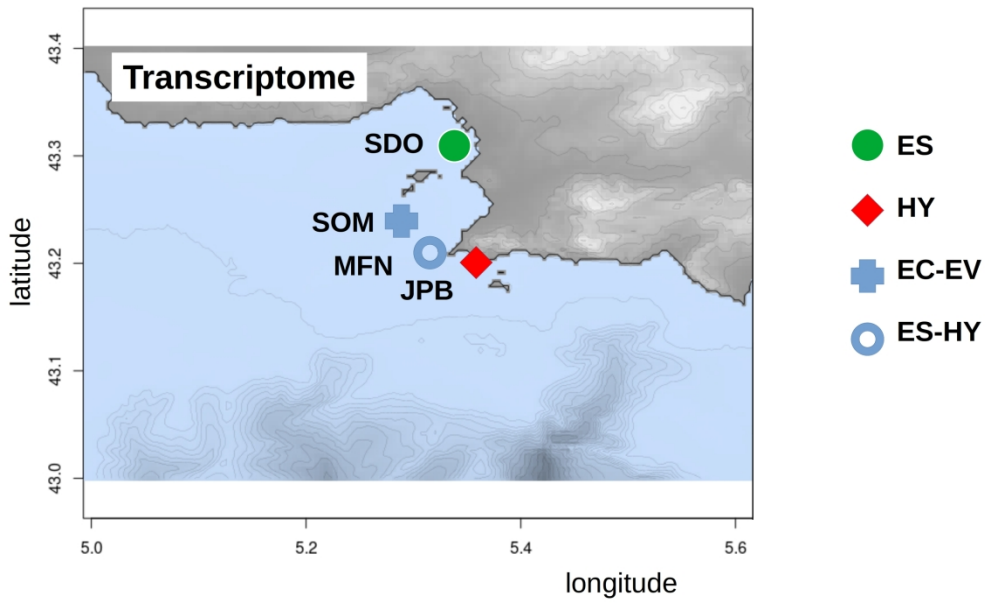 Transcriptome
SDO
SOM
MFN
JPB
ES
HY
EC-EV
ES-HY
latitude
43.4
43.3
43.2
43.1
43.0
5.0
5.2
5.4
5.6
longitude